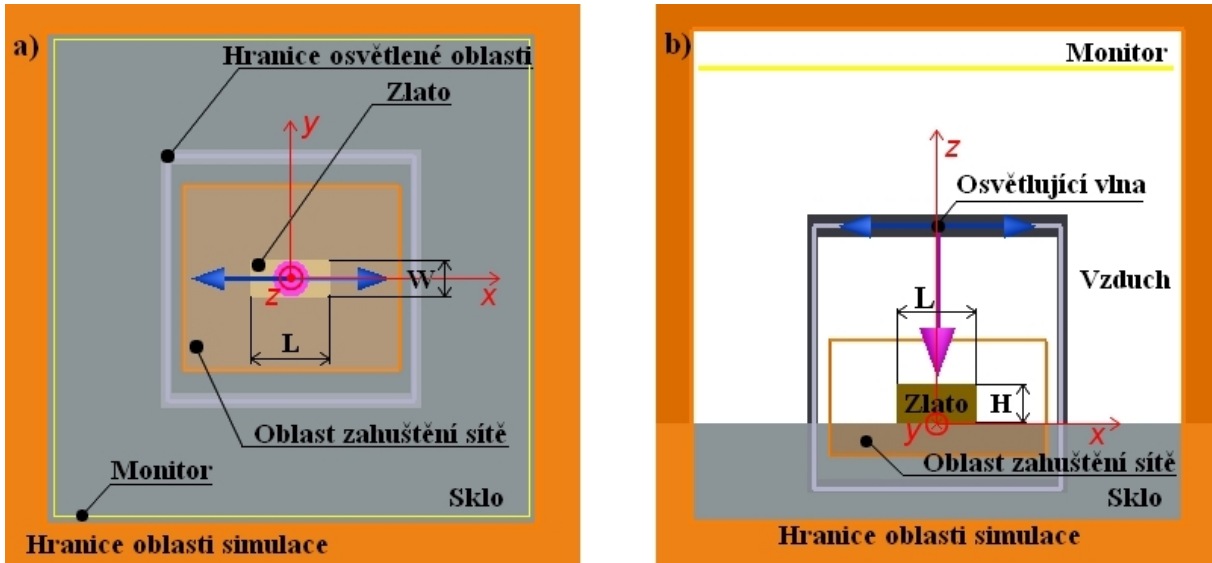 a)
Hranice osvětlené oblasti
Zlato
y
x
z
W
L
Oblast zahuštění sítě
Monitor
Sklo
Hranice oblasti simulace
b)
Monitor
z
Osvětlující vlna
Vzduch
L
Zlato
H
y
x
Oblast zahuštění sítě
Sklo
Hranice oblasti simulace